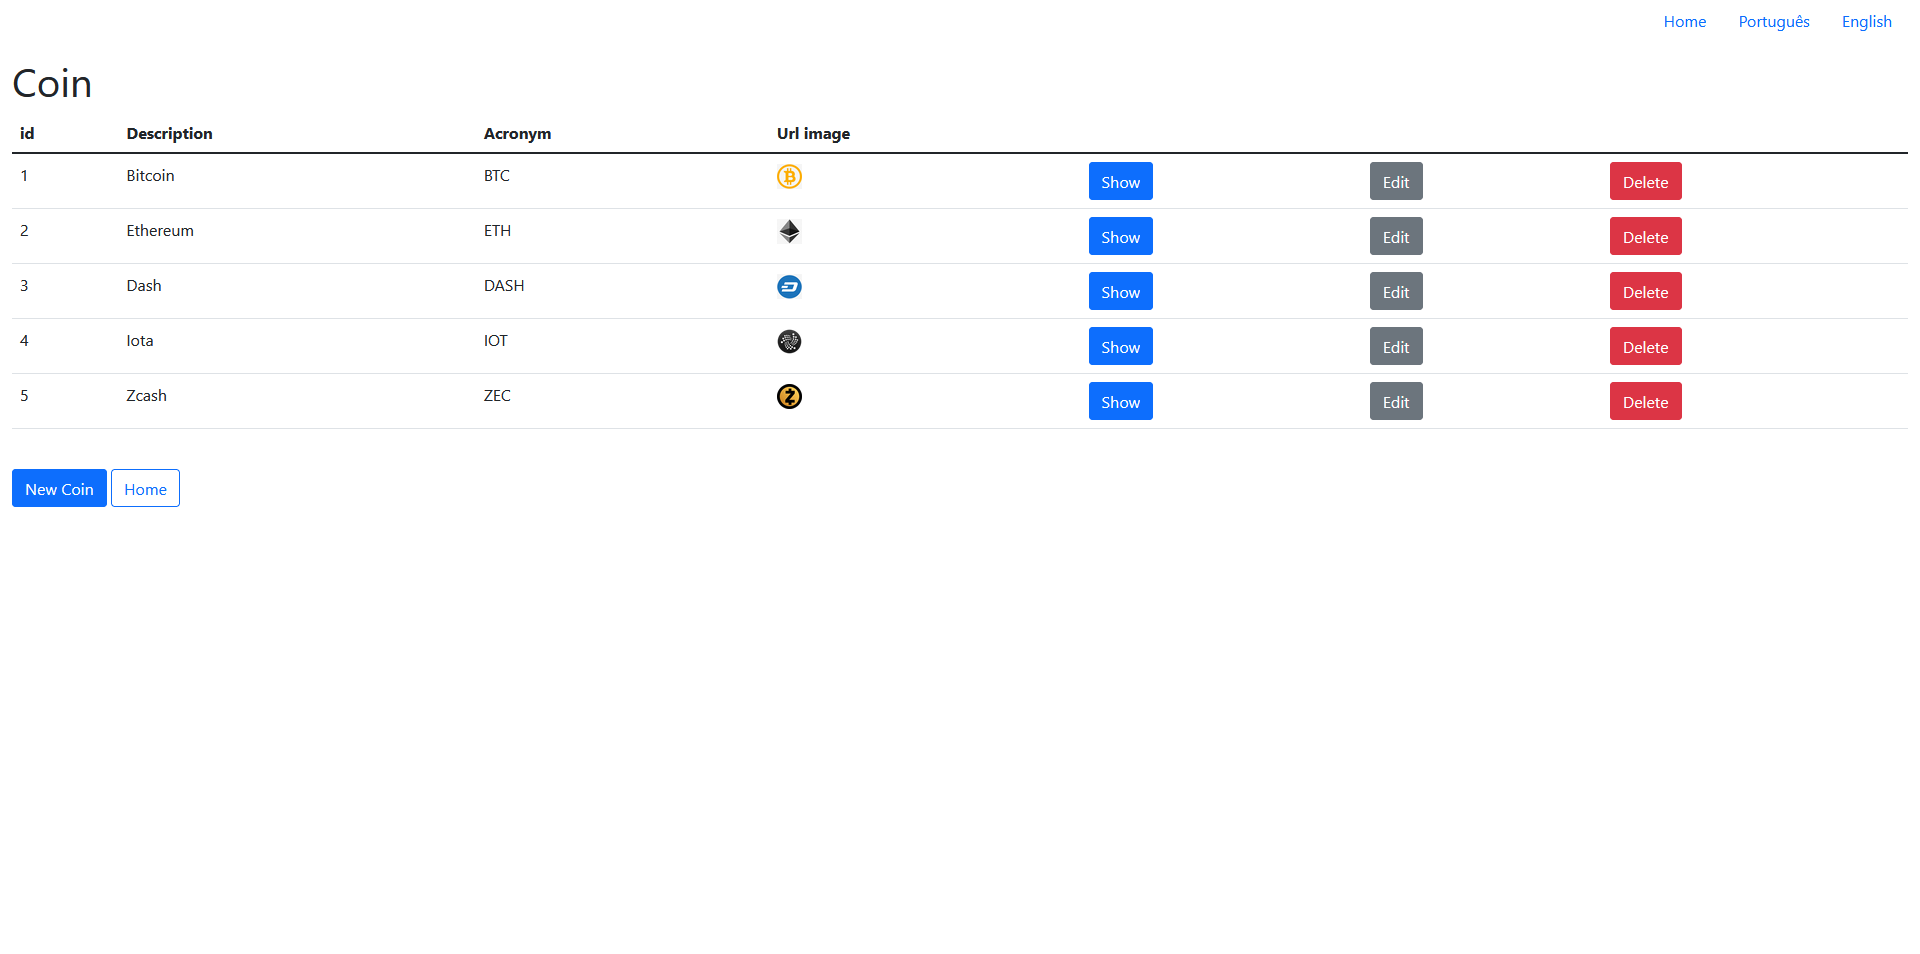 Home Português English
Coin
id Description Acronym Url image
1 Bitcoin BTC Show Edit Delete
2 Ethereum ETH Show Edit Delete
3 Dash DASH Show Edit Delete
4 Iota IOT Show Edit Delete
5 Zcash ZEC Show Edit Delete
New Coin Home